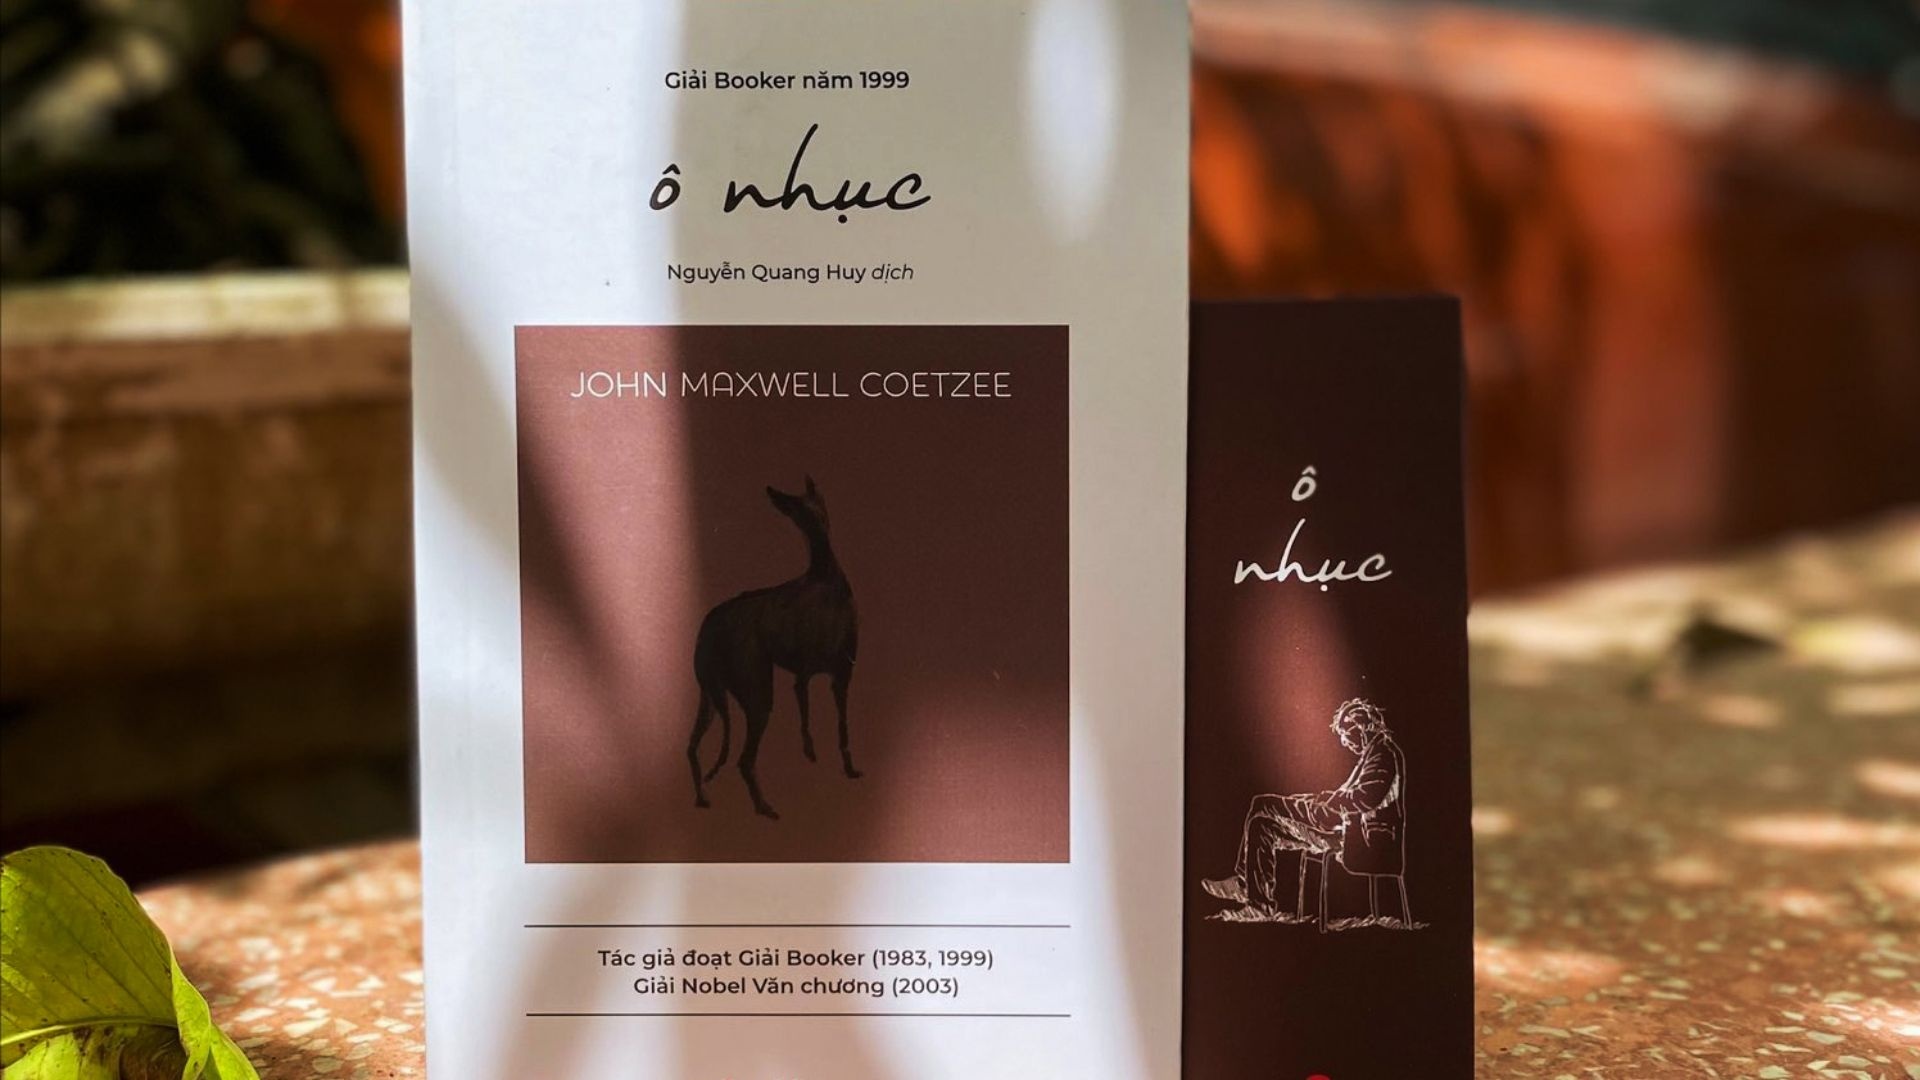 Giải Booker năm 1999
ô nhục
Nguyễn Quang Huy dịch
JOHN MAXWELL COETZEE
Tác giả đoạt Giải Booker (1983, 1999)
Giải Nobel Văn chương (2003)
ô
nhục